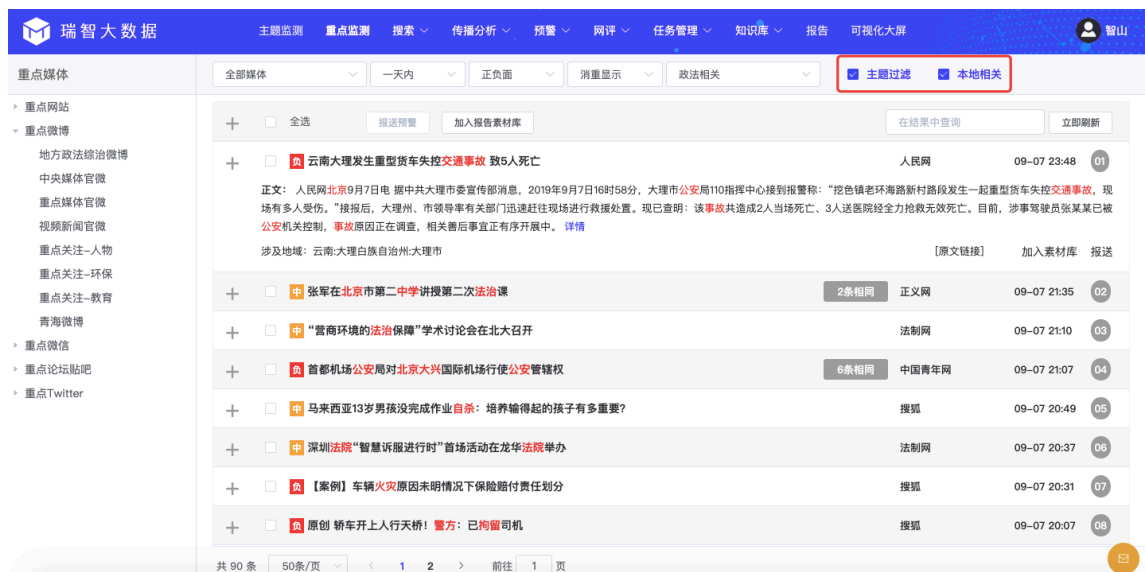 瑞智大数据 主题监测 重点监测 搜索 传播分析 预警 网评 任务管理 知识库 报告 可视化大屏 智山
重点媒体 全部媒体 一天内 正负面 消重显示 政法相关 主题过滤 本地相关
重点网站
重点微博
地方政法综治微博
中央媒体官微
重点媒体官微
视频新闻官微
重点关注-人物
重点关注-环保
重点关注-教育
青海微博
重点微信
重点论坛贴吧
重点Twitter
全选 报送预警 加入报告素材库 在结果中查询 立即刷新
负 云南大理发生重型货车失控交通事故 致5人死亡 人民网 09-07 23:48 01
正文: 人民网北京9月7日电 据中共大理市委宣传部消息，2019年9月7日16时58分，大理市公安局110指挥中心接到报警称：“挖色镇老环海路新村路段发生一起重型货车失控交通事故，现
场有多人受伤。”接报后，大理州、市领导率有关部门迅速赶往现场进行救援处置。现已查明：该事故共造成2人当场死亡、3人送医院经全力抢救无效死亡。目前，涉事驾驶员张某某已被
公安机关控制，事故原因正在调查，相关善后事宜正有序开展中。 详情
涉及地域：云南:大理白族自治州:大理市 [原文链接] 加入素材库 报送
中 张军在北京市第二中学讲授第二次法治课 2条相同 正义网 09-07 21:35 02
中 “营商环境的法治保障”学术讨论会在北大召开 法制网 09-07 21:10 03
负 首都机场公安局对北京大兴国际机场行使公安管辖权 6条相同 中国青年网 09-07 21:07 04
中 马来西亚13岁男孩没完成作业自杀：培养输得起的孩子有多重要? 搜狐 09-07 20:49 05
中 深圳法院“智慧诉服进行时”首场活动在龙华法院举办 法制网 09-07 20:37 06
负 【案例】车辆火灾原因未明情况下保险赔付责任划分 搜狐 09-07 20:31 07
负 原创 轿车开上人行天桥！警方：已拘留司机 搜狐 09-07 20:07 08
共 90 条 50条/页 1 2 前往 1 页